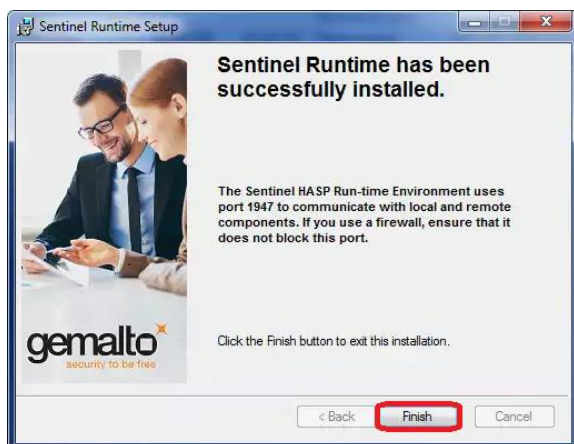 Sentinel Runtime Setup
Sentinel Runtime has been
successfully installed.
The Sentinel HASP Run-time Environment uses
port 1947 to communicate with local and remote
components. If you use a firewall, ensure that it
does not block this port.
gemalto
security to be free
Click the Finish button to exit this installation.
< Back
Finish
Cancel